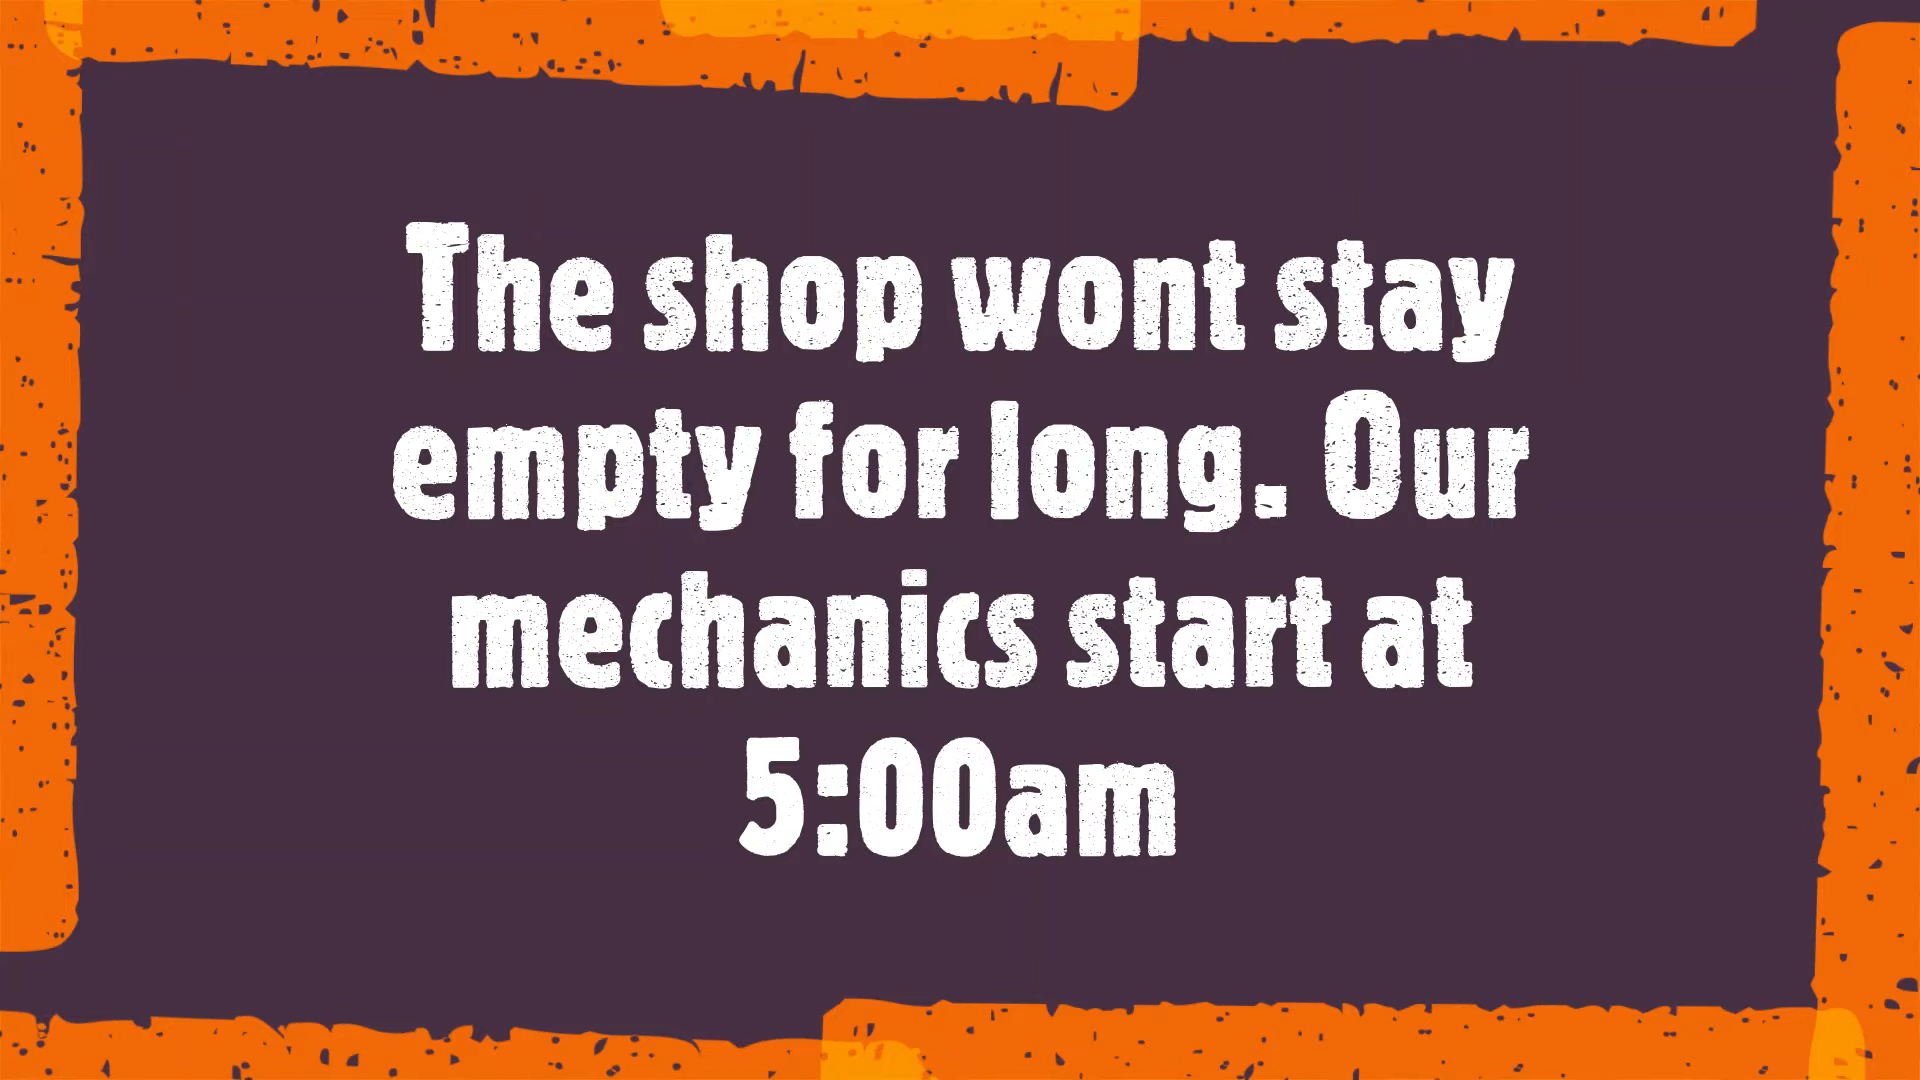 The shop wont stay
empty for long. Our
mechanics start at
5:00am